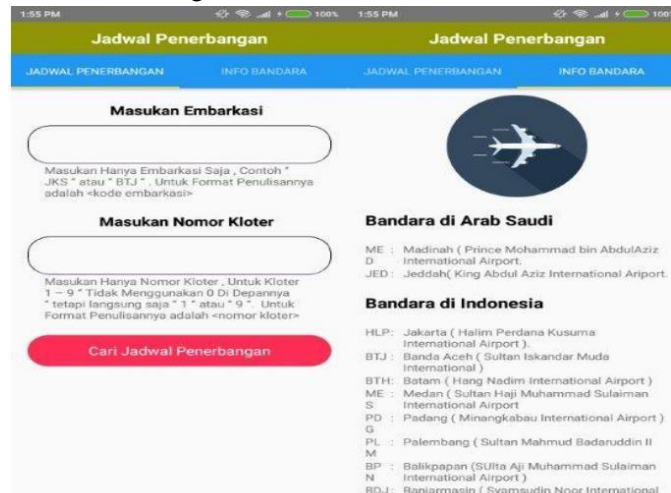 1:55 PM 100%
Jadwal Penerbangan
JADWAL PENERBANGAN INFO BANDARA
Masukan Embarkasi
Masukan Hanya Embarkasi Saja , Contoh "
JKS " atau " BTJ " . Untuk Format Penulisannya
adalah <kode embarkasi>
Masukan Nomor Kloter
Masukan Hanya Nomor Kloter , Untuk Kloter
1 – 9 " Tidak Menggunakan 0 Di Depannya
" tetapi langsung saja " 1 " atau " 9 ". Untuk
Format Penulisannya adalah <nomor kloter>
Cari Jadwal Penerbangan
1:55 PM 100
Jadwal Penerbangan
JADWAL PENERBANGAN INFO BANDARA
Bandara di Arab Saudi
ME : Madinah ( Prince Mohammad bin AbdulAziz
D International Airport.
JED : Jeddah( King Abdul Aziz International Ariport.
Bandara di Indonesia
HLP: Jakarta ( Halim Perdana Kusuma
International Airport ).
BTJ : Banda Aceh ( Sultan Iskandar Muda
International )
BTH: Batam ( Hang Nadim International Airport )
ME : Medan ( Sultan Haji Muhammad Sulaiman
S International Airport
PD : Padang ( Minangkabau International Airport )
G
PL : Palembang ( Sultan Mahmud Badaruddin II
M
BP : Balikpapan (SUlta Aji Muhammad Sulaiman
N International Airport )
BDJ: Banjarmasin ( Syamsudin Noor International